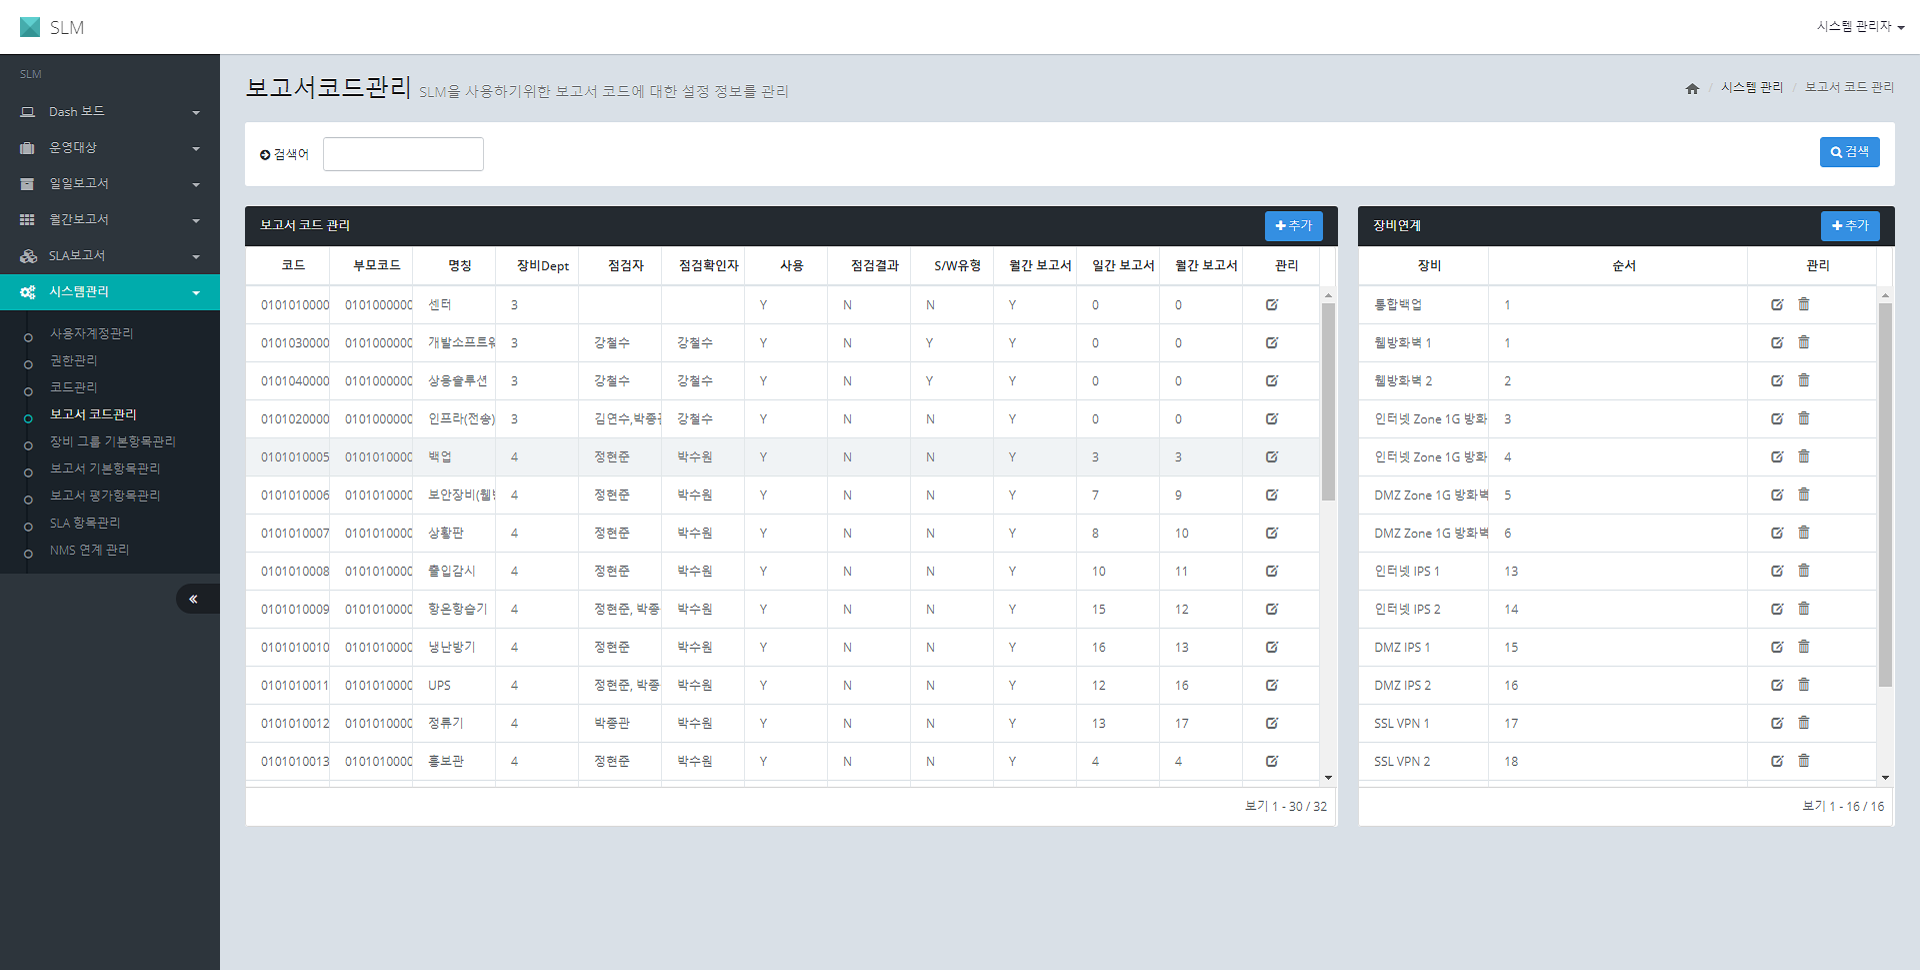 SLM
시스템 관리자
SLM
Dash 보드
운영대상
일일보고서
월간보고서
SLA보고서
시스템관리
사용자계정관리
권한관리
코드관리
보고서 코드관리
장비 그룹 기본항목관리
보고서 기본항목관리
보고서 평가항목관리
SLA 항목관리
NMS 연계 관리
보고서코드관리 SLM을 사용하기위한 보고서 코드에 대한 설정 정보를 관리
/ 시스템 관리 / 보고서 코드 관리
검색어
검색
보고서 코드 관리 추가
코드 부모코드 명칭 장비Dept 점검자 점검확인자 사용 점검결과 S/W유형 월간 보고서 일간 보고서 월간 보고서 관리
0101010000 0101000000 센터 3 Y N N Y 0 0
0101030000 0101000000 개발소프트웨 3 강철수 강철수 Y N Y Y 0 0
0101040000 0101000000 상용솔루션 3 강철수 강철수 Y N Y Y 0 0
0101020000 0101000000 인프라(전송) 3 김연수,박종관 강철수 Y N N Y 0 0
0101010005 0101010000 백업 4 정현준 박수원 Y N N Y 3 3
0101010006 0101010000 보안장비(웹방 4 정현준 박수원 Y N N Y 7 9
0101010007 0101010000 상황판 4 정현준 박수원 Y N N Y 8 10
0101010008 0101010000 출입감시 4 정현준 박수원 Y N N Y 10 11
0101010009 0101010000 항온항습기 4 정현준, 박종 박수원 Y N N Y 15 12
0101010010 0101010000 냉난방기 4 정현준 박수원 Y N N Y 16 13
0101010011 0101010000 UPS 4 정현준, 박종 박수원 Y N N Y 12 16
0101010012 0101010000 정류기 4 박종관 박수원 Y N N Y 13 17
0101010013 0101010000 홍보관 4 정현준 박수원 Y N N Y 4 4
보기 1 - 30 / 32
장비연계 추가
장비 순서 관리
통합백업 1
웹방화벽 1 1
웹방화벽 2 2
인터넷 Zone 1G 방화 3
인터넷 Zone 1G 방화 4
DMZ Zone 1G 방화벽 5
DMZ Zone 1G 방화벽 6
인터넷 IPS 1 13
인터넷 IPS 2 14
DMZ IPS 1 15
DMZ IPS 2 16
SSL VPN 1 17
SSL VPN 2 18
보기 1 - 16 / 16